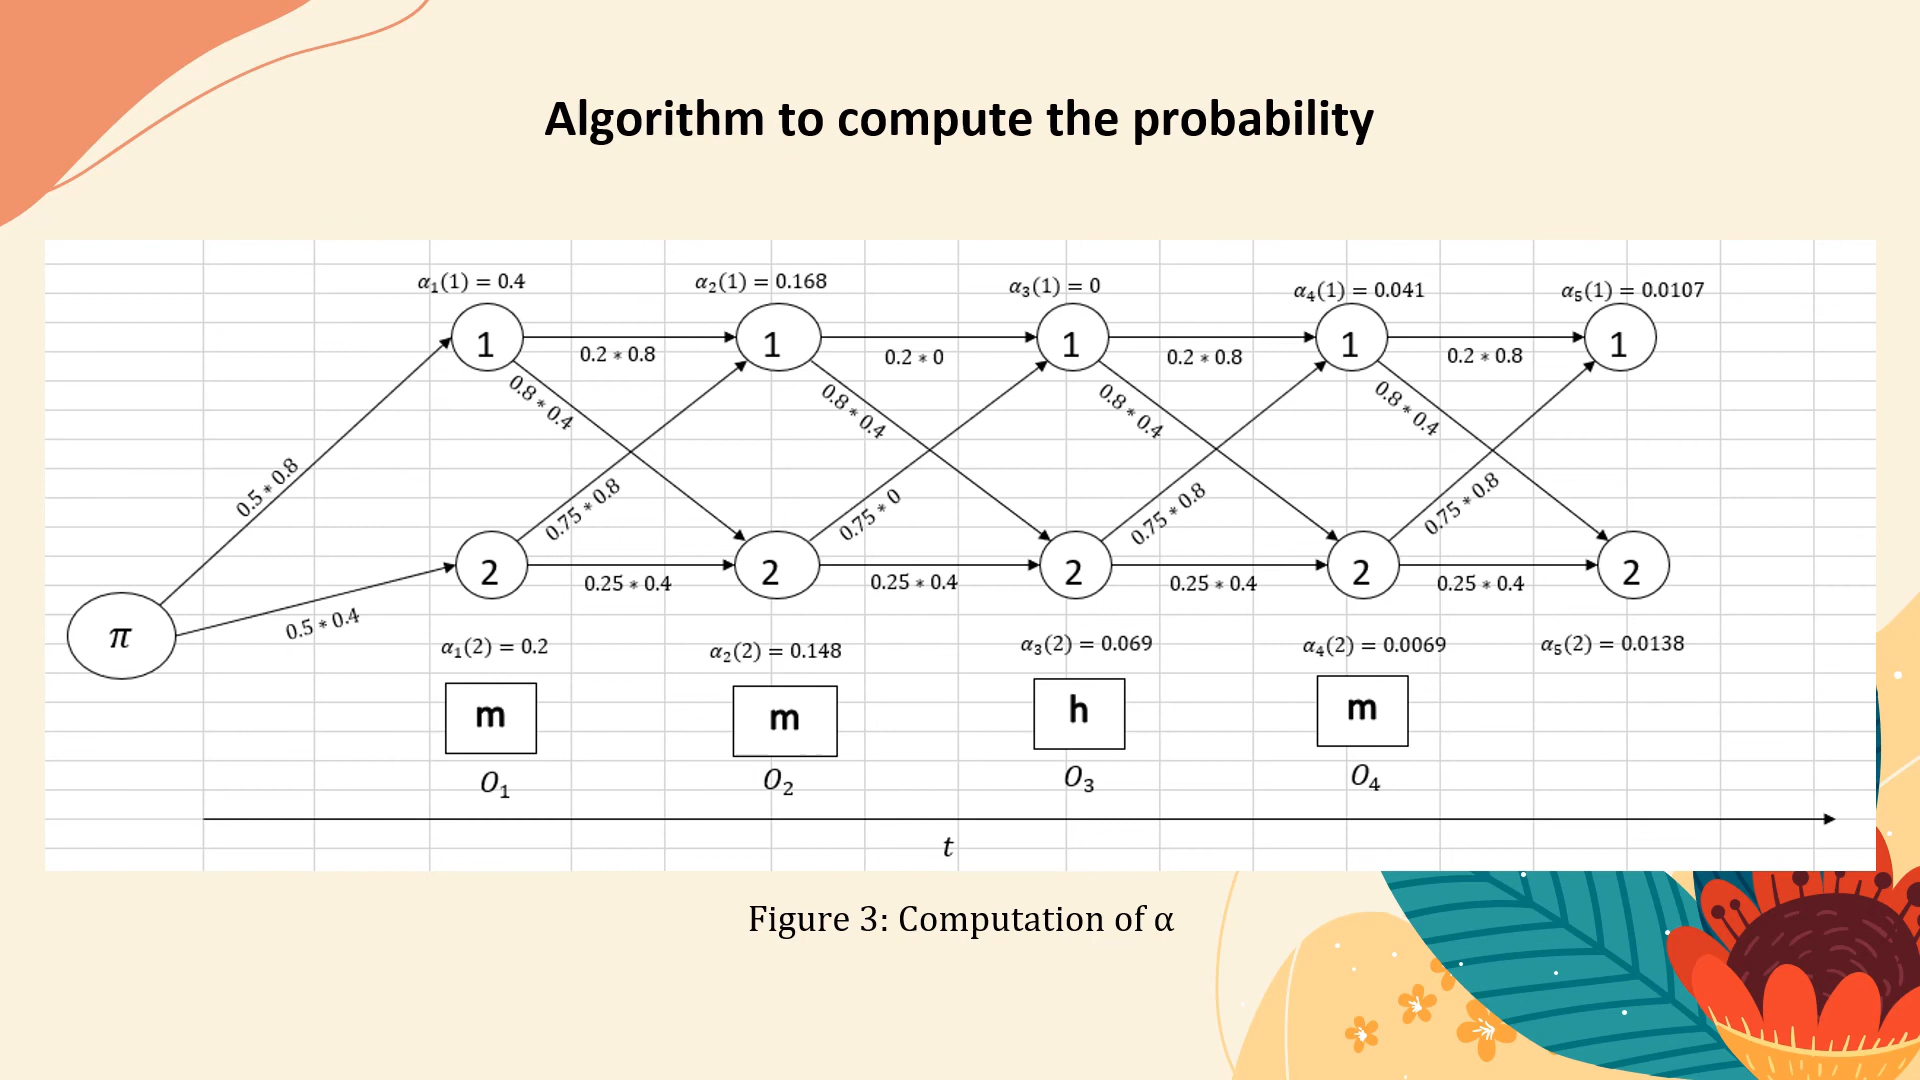 Algorithm to compute the probability
α₁(1) = 0.4
α₂(1) = 0.168
α₃(1) = 0
α₄(1) = 0.041
α₅(1) = 0.0107
1
1
1
1
1
0.2 * 0.8
0.2 * 0
0.2 * 0.8
0.2 * 0.8
0.8 * 0.4
0.8 * 0.4
0.8 * 0.4
0.8 * 0.4
0.5 * 0.8
0.75 * 0.8
0.75 * 0
0.75 * 0.8
0.75 * 0.8
2
2
2
2
2
0.25 * 0.4
0.25 * 0.4
0.25 * 0.4
0.25 * 0.4
π
0.5 * 0.4
α₁(2) = 0.2
α₂(2) = 0.148
α₃(2) = 0.069
α₄(2) = 0.0069
α₅(2) = 0.0138
m
m
h
m
O₁
O₂
O₃
O₄
t
Figure 3: Computation of α